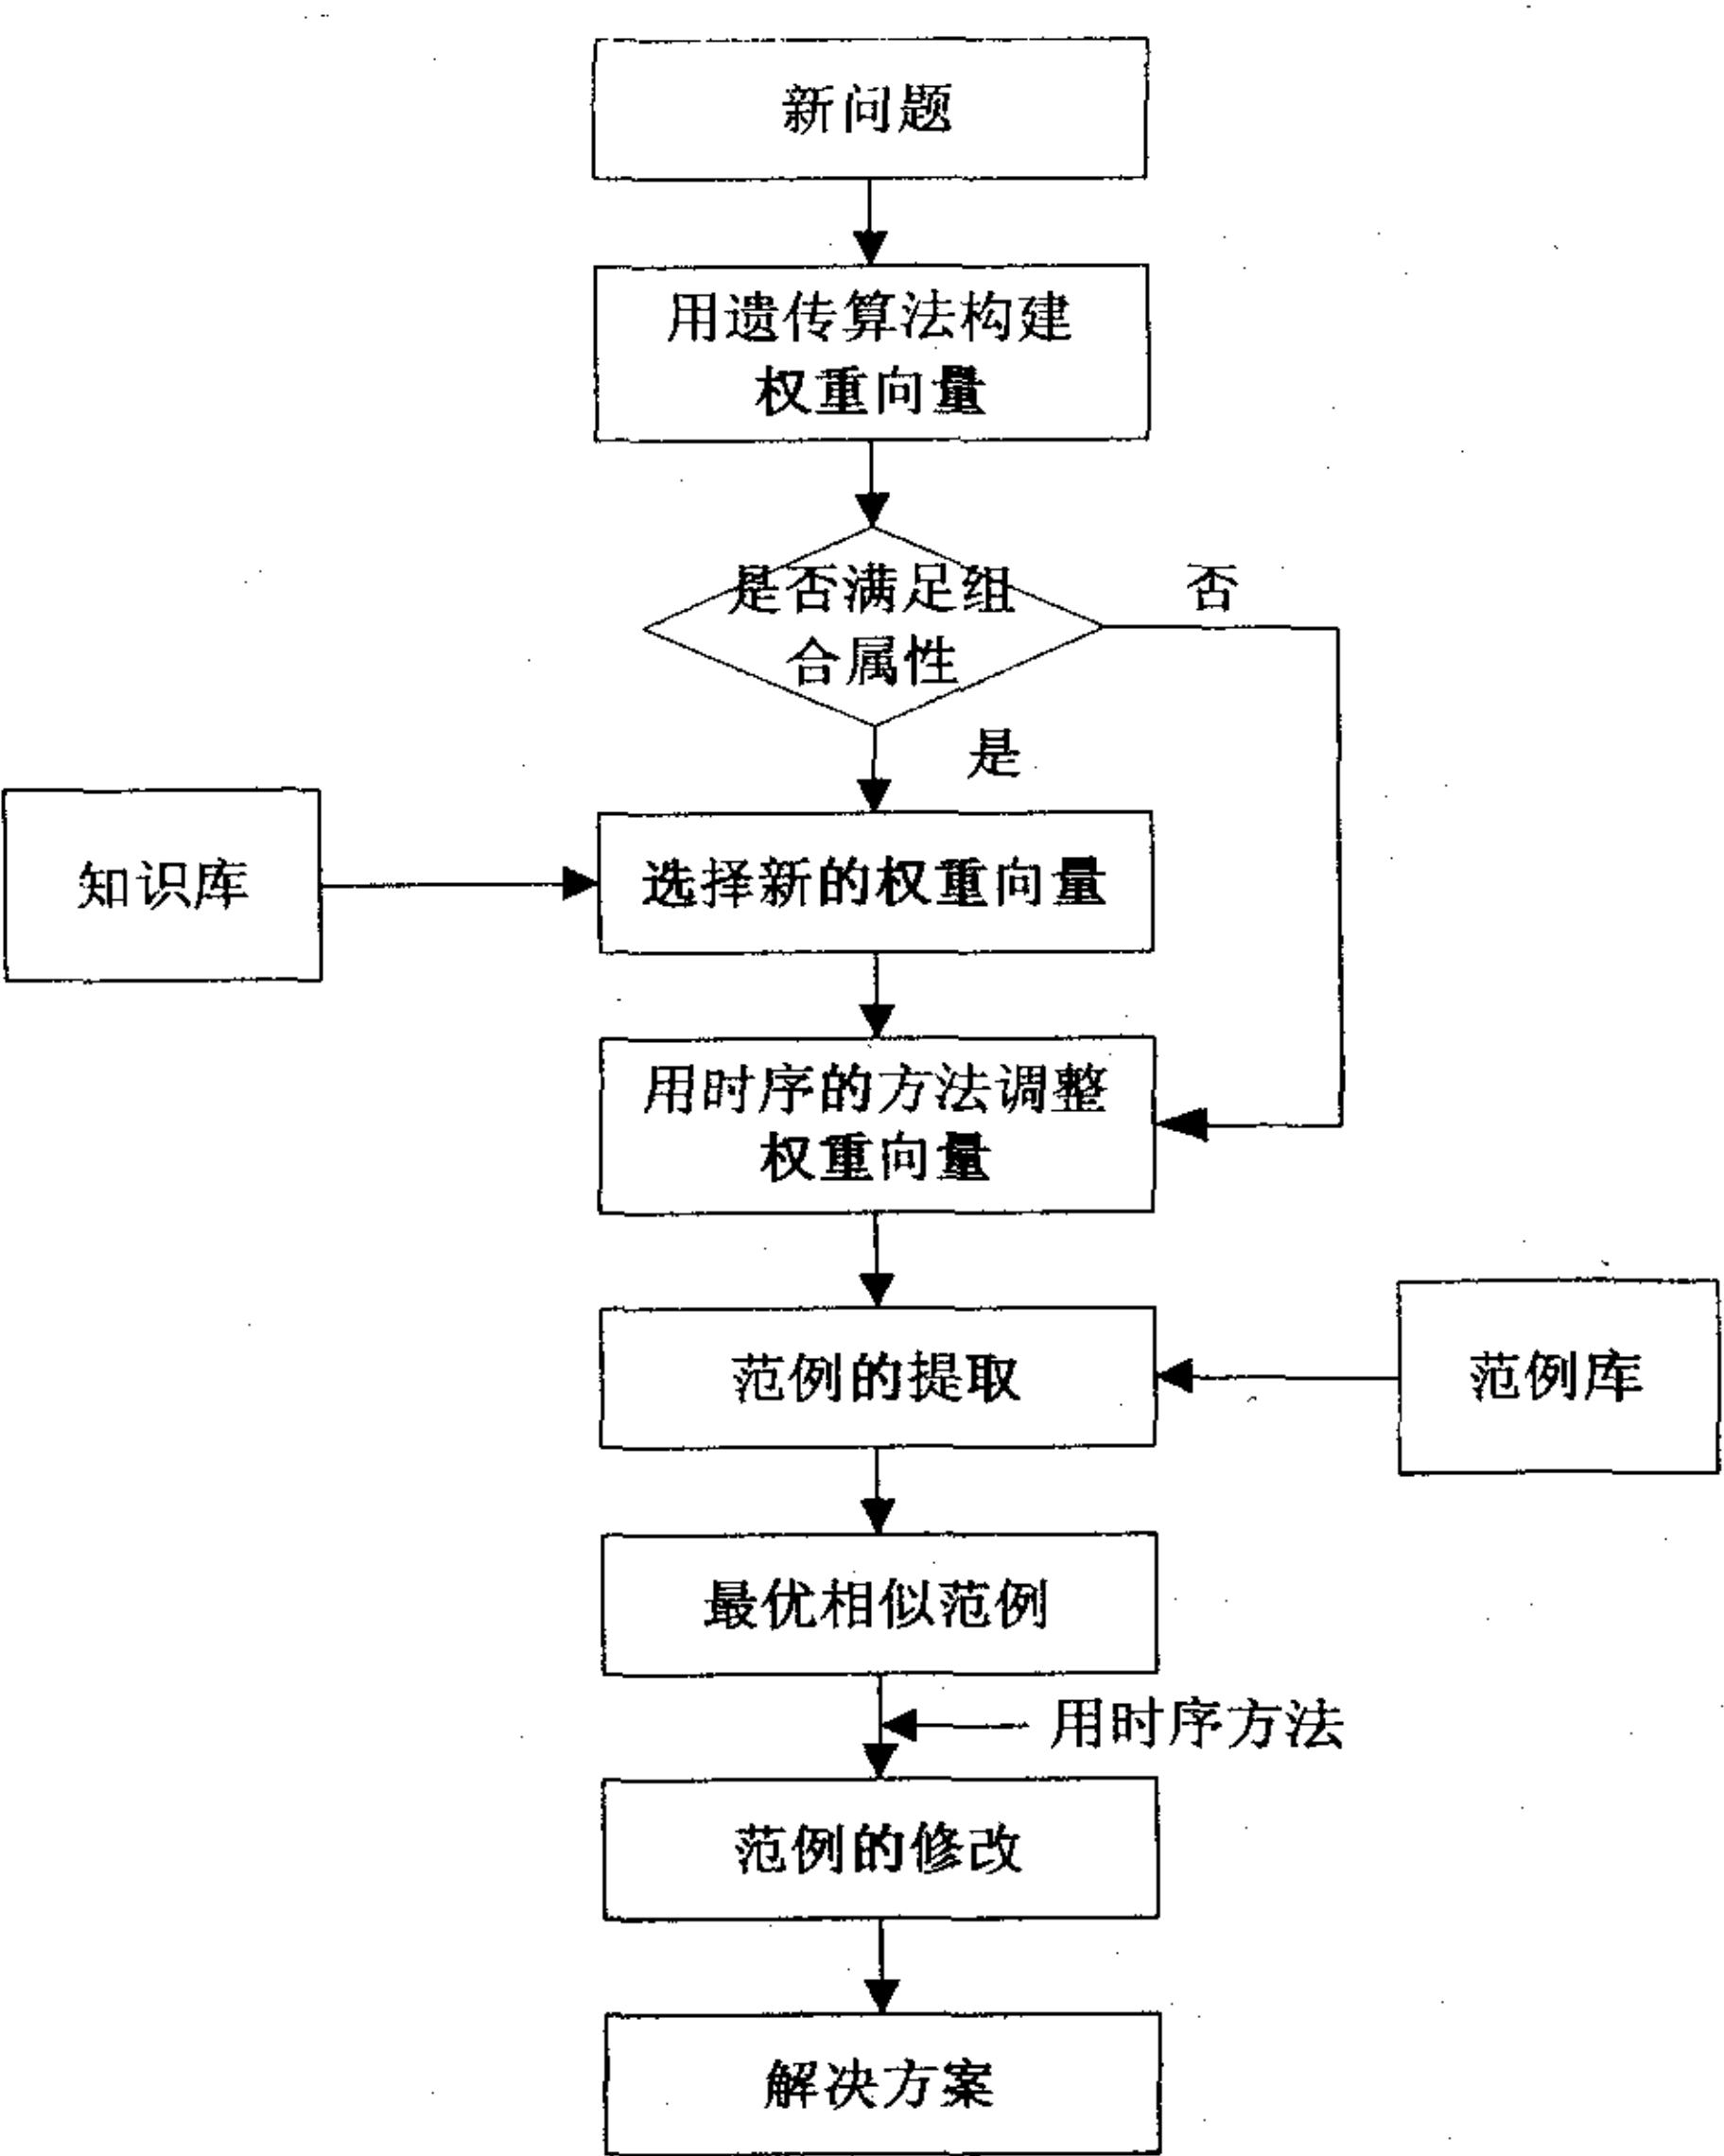 新问题
用遗传算法构建
权重向量
是否满足组
合属性
否
是
知识库
选择新的权重向量
用时序的方法调整
权重向量
范例的提取
范例库
最优相似范例
用时序方法
范例的修改
解决方案